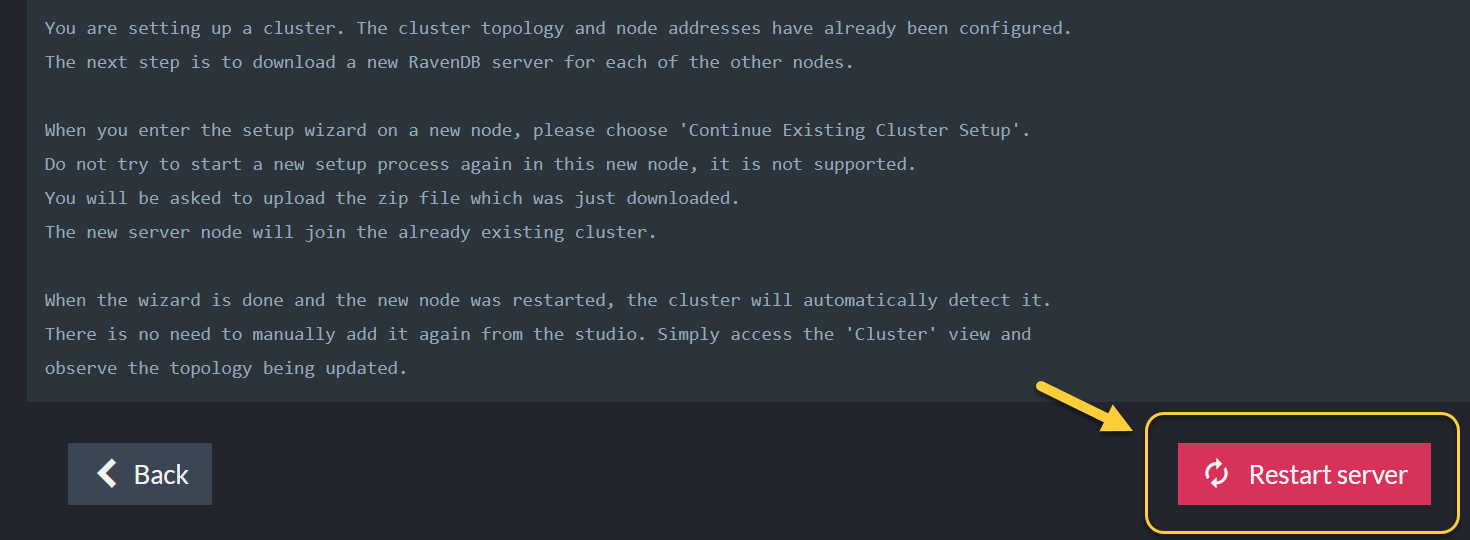 You are setting up a cluster. The cluster topology and node addresses have already been configured.
The next step is to download a new RavenDB server for each of the other nodes.
When you enter the setup wizard on a new node, please choose 'Continue Existing Cluster Setup'.
Do not try to start a new setup process again in this new node, it is not supported.
You will be asked to upload the zip file which was just downloaded.
The new server node will join the already existing cluster.
When the wizard is done and the new node was restarted, the cluster will automatically detect it.
There is no need to manually add it again from the studio. Simply access the 'Cluster' view and
observe the topology being updated.
Back
Restart server